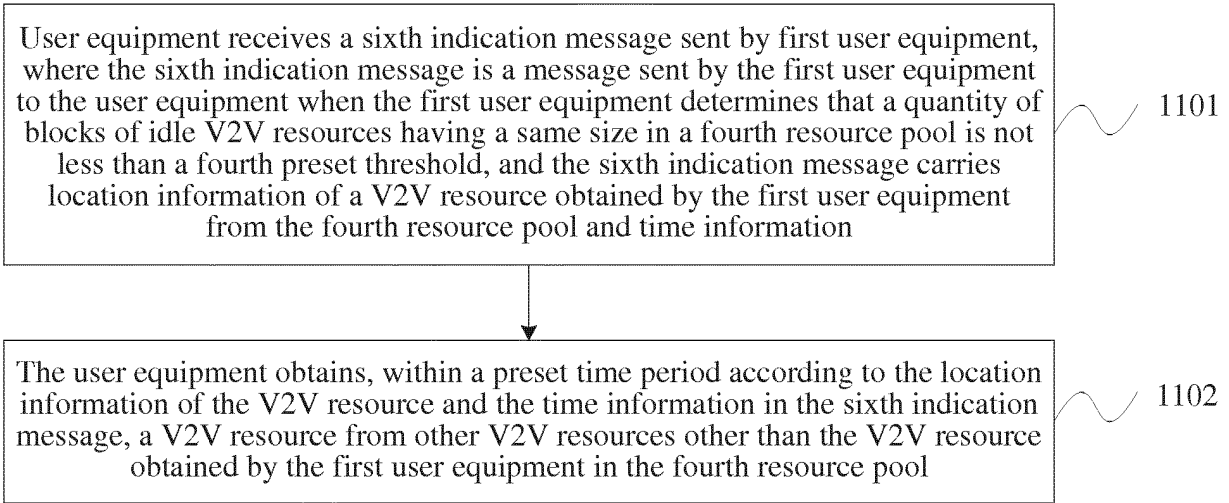 User equipment receives a sixth indication message sent by first user equipment,
where the sixth indication message is a message sent by the first user equipment
to the user equipment when the first user equipment determines that a quantity of
blocks of idle V2V resources having a same size in a fourth resource pool is not
less than a fourth preset threshold, and the sixth indication message carries
location information of a V2V resource obtained by the first user equipment
from the fourth resource pool and time information
1101
The user equipment obtains, within a preset time period according to the location
information of the V2V resource and the time information in the sixth indication
message, a V2V resource from other V2V resources other than the V2V resource
obtained by the first user equipment in the fourth resource pool
1102